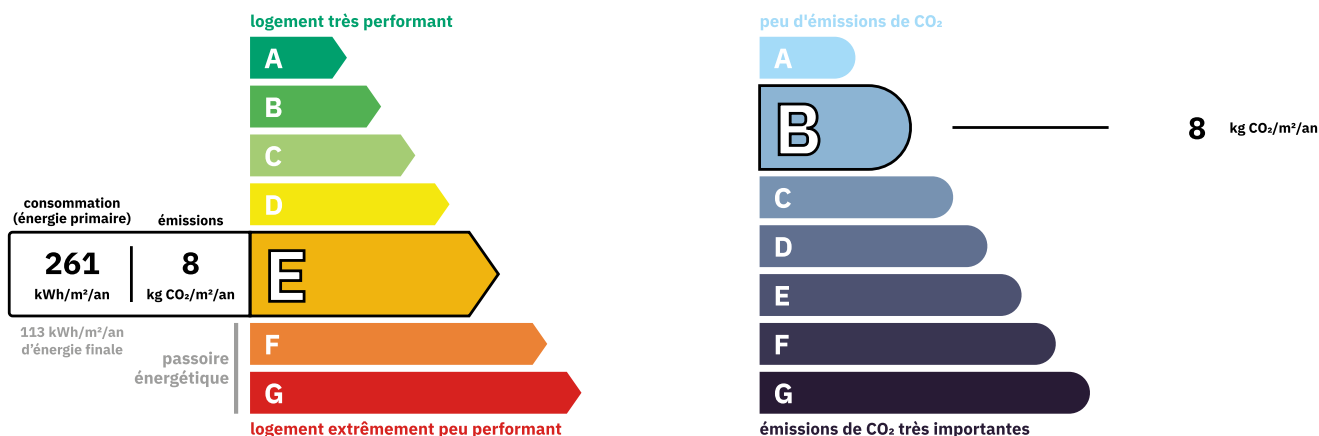 logement très performant
A
B
C
D
consommation
(énergie primaire)
émissions
261
8
kWh/m²/an
kg CO₂/m²/an
E
113 kWh/m²/an
d'énergie finale
passoire
énergétique
F
G
logement extrêmement peu performant
peu d'émissions de CO₂
A
B
8 kg CO₂/m²/an
C
D
E
F
G
émissions de CO₂ très importantes